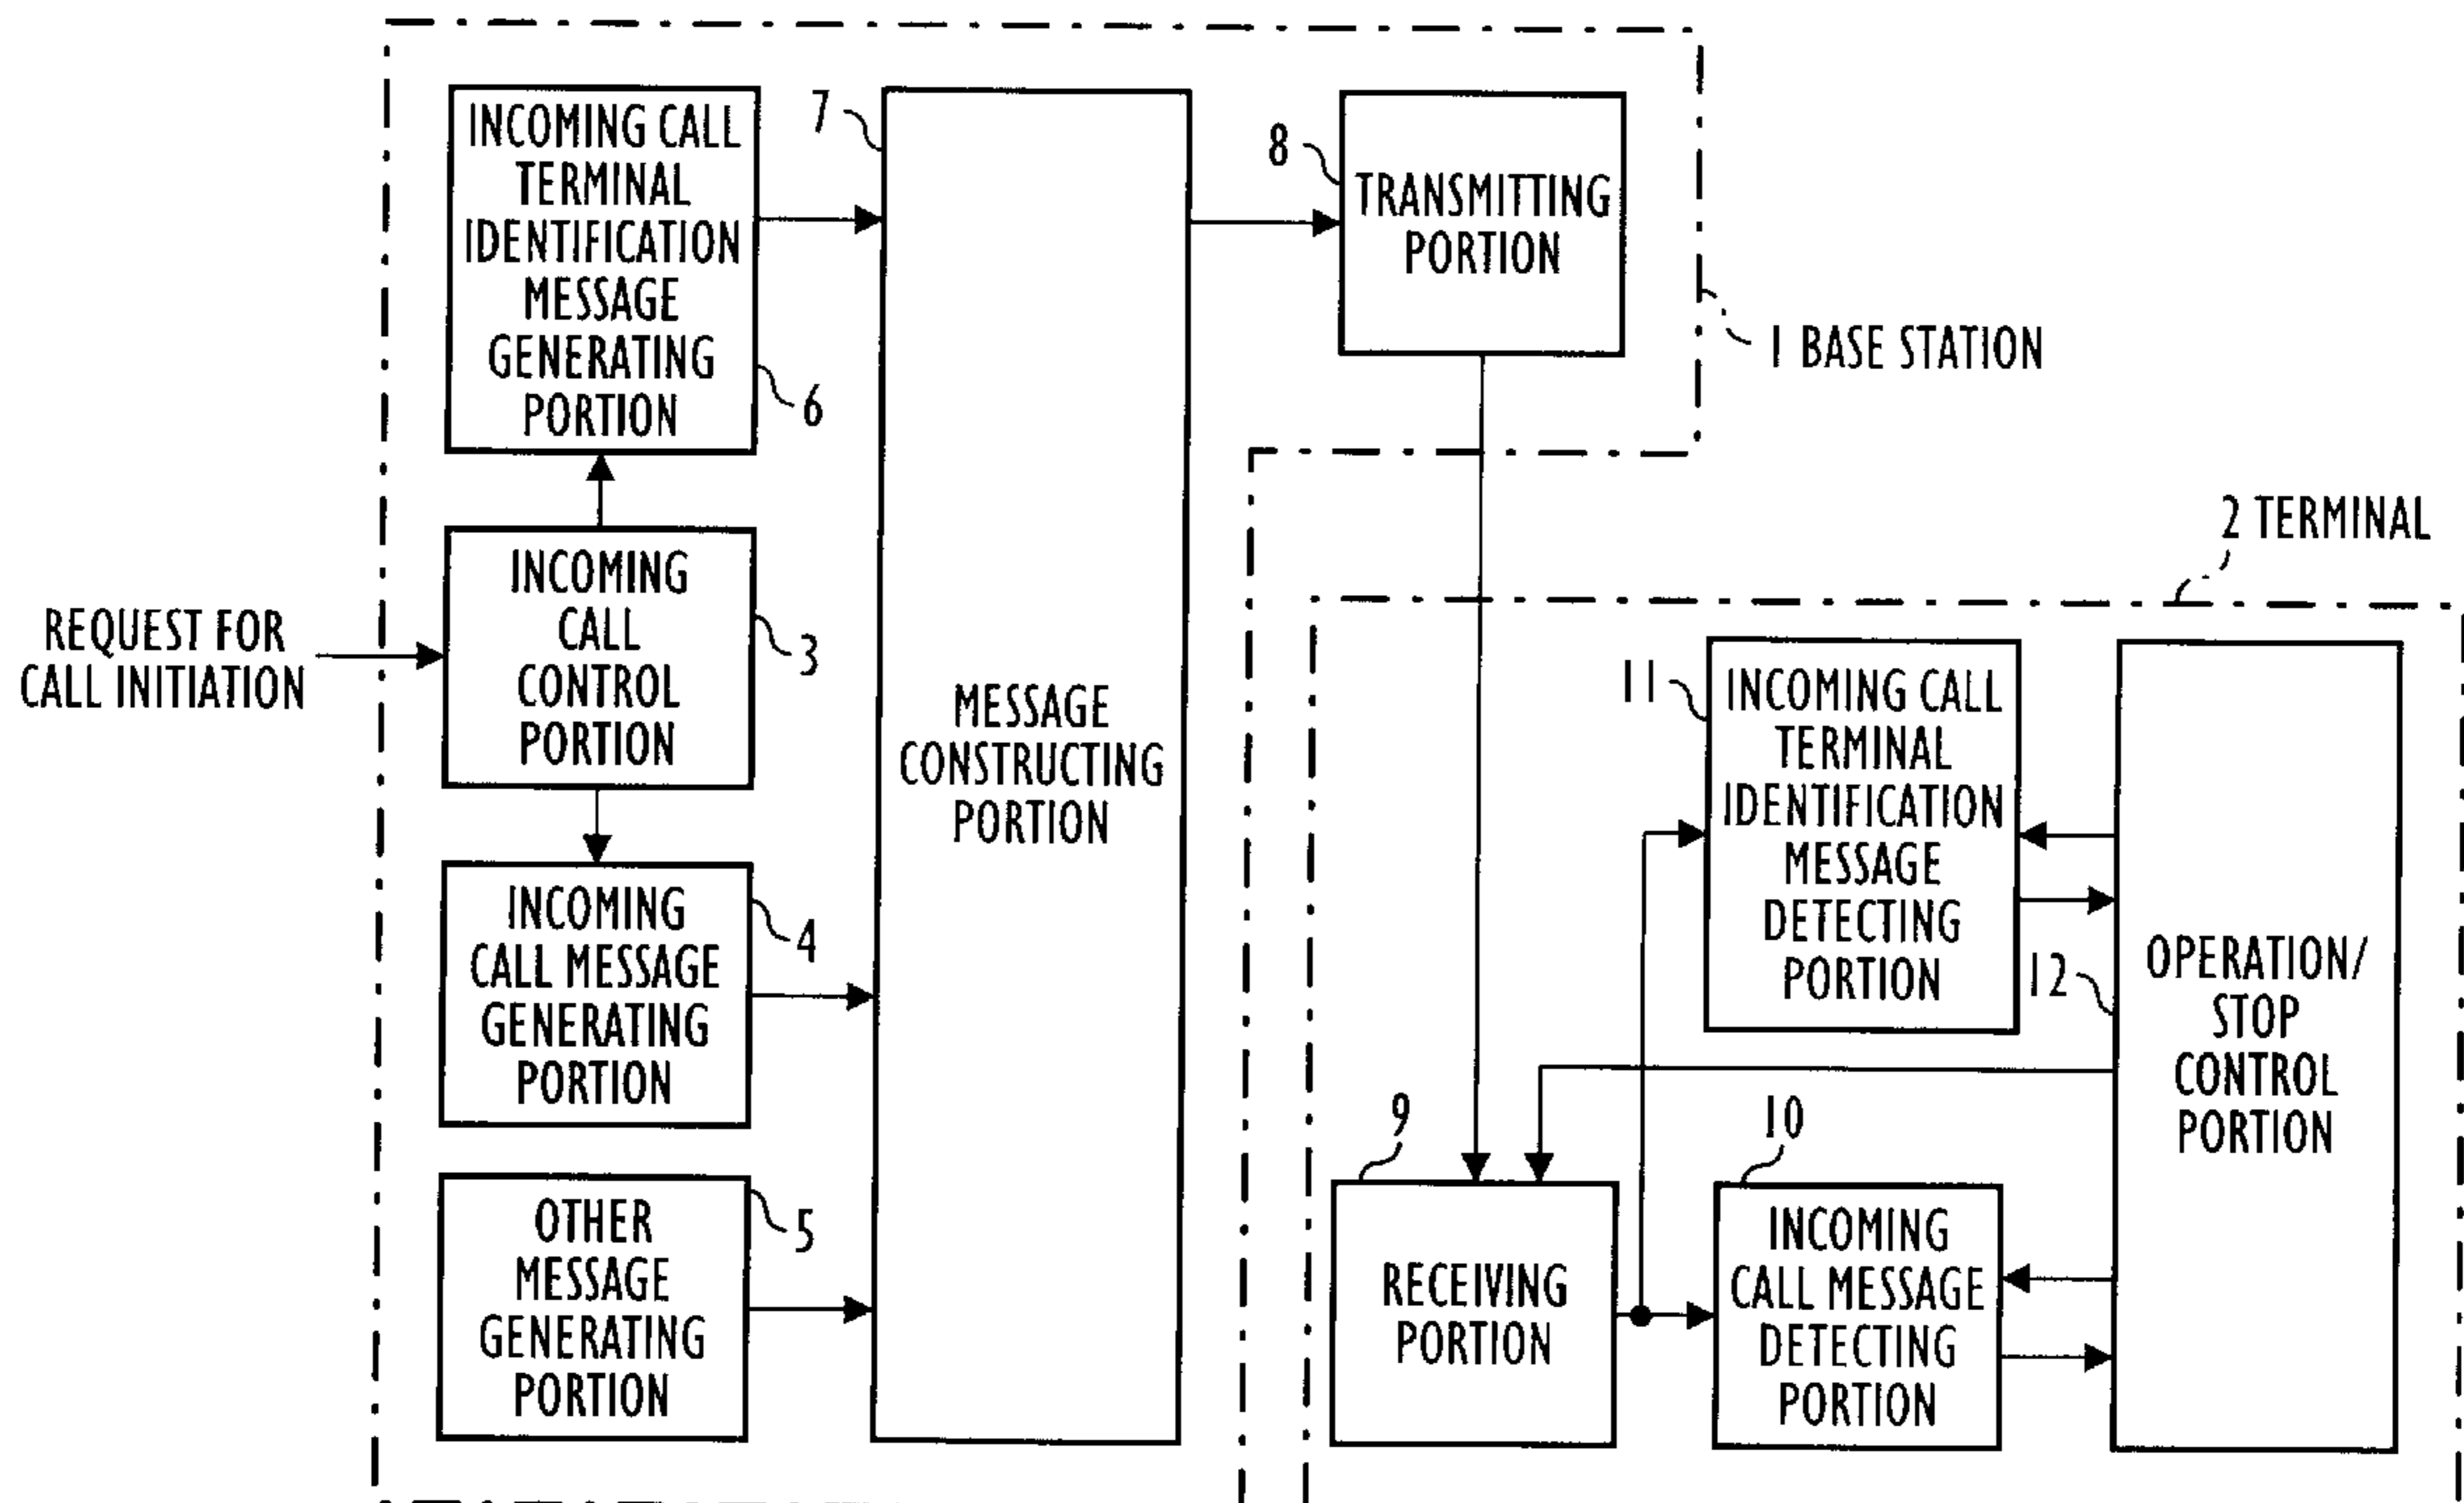 INCOMING CALL
TERMINAL
IDENTIFICATION
MESSAGE
GENERATING
PORTION
6
7
MESSAGE
CONSTRUCTING
PORTION
8
TRANSMITTING
PORTION
1 BASE STATION
REQUEST FOR
CALL INITIATION
INCOMING
CALL
CONTROL
PORTION
3
INCOMING
CALL MESSAGE
GENERATING
PORTION
4
OTHER
MESSAGE
GENERATING
PORTION
5
2 TERMINAL
11
INCOMING CALL
TERMINAL
IDENTIFICATION
MESSAGE
DETECTING
PORTION
12
OPERATION/
STOP
CONTROL
PORTION
9
RECEIVING
PORTION
10
INCOMING
CALL MESSAGE
DETECTING
PORTION